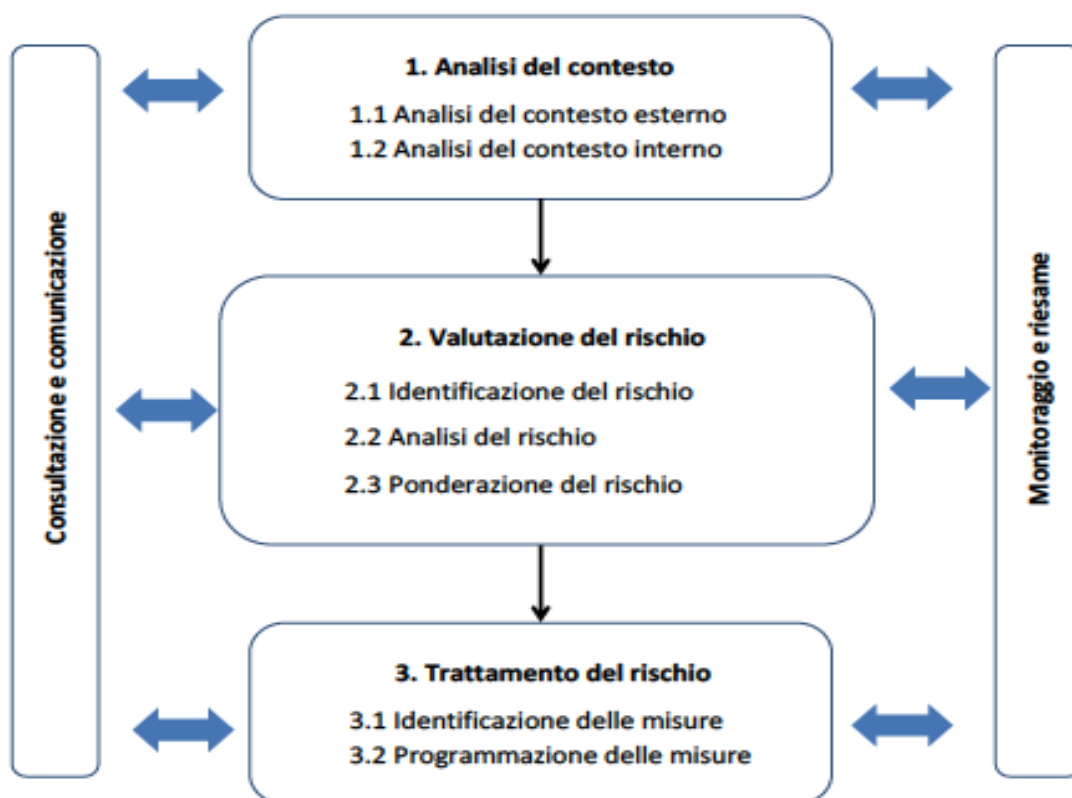 Consultazione e comunicazione
1. Analisi del contesto
1.1 Analisi del contesto esterno
1.2 Analisi del contesto interno
2. Valutazione del rischio
2.1 Identificazione del rischio
2.2 Analisi del rischio
2.3 Ponderazione del rischio
3. Trattamento del rischio
3.1 Identificazione delle misure
3.2 Programmazione delle misure
Monitoraggio e riesame